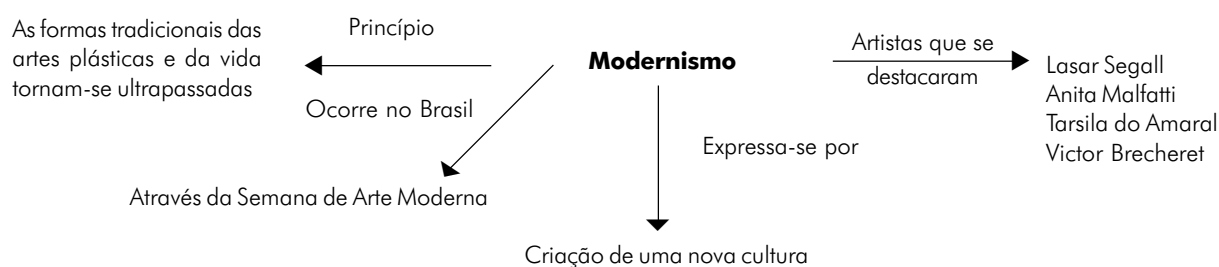 As formas tradicionais das
artes plásticas e da vida
tornam-se ultrapassadas
Princípio
Modernismo
Artistas que se
destacaram
Lasar Segall
Anita Malfatti
Tarsila do Amaral
Victor Brecheret
Ocorre no Brasil
Através da Semana de Arte Moderna
Expressa-se por
Criação de uma nova cultura